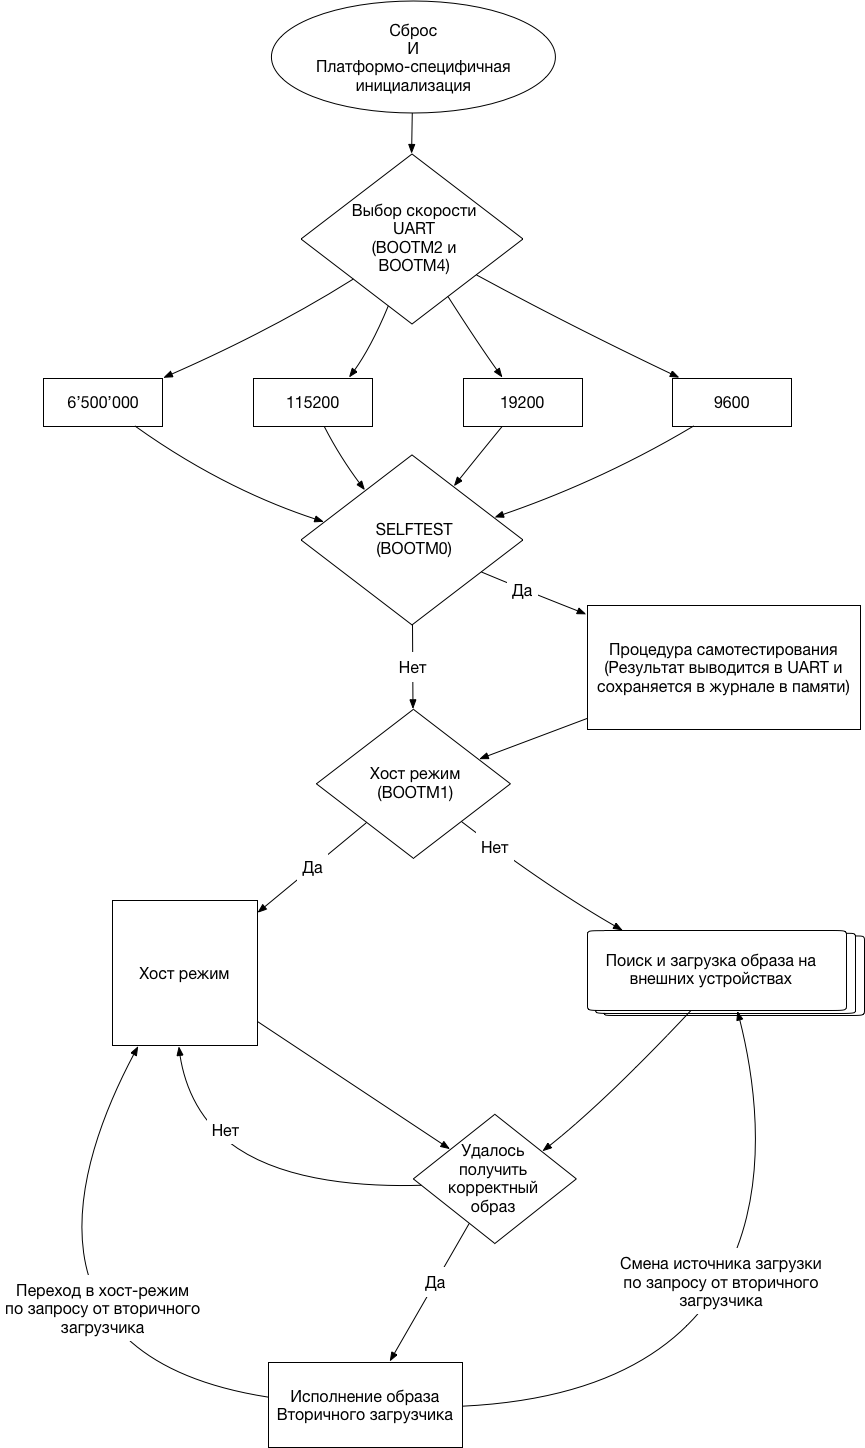 Сброс
И
Платформо-специфичная
инициализация
Выбор скорости
UART
(BOOTM2 и
BOOTM4)
6’500’000
115200
19200
9600
SELFTEST
(BOOTM0)
Да
Процедура самотестирования
(Результат выводится в UART и
сохраняется в журнале в памяти)
Нет
Хост режим
(BOOTM1)
Нет
Да
Поиск и загрузка образа на
внешних устройствах
Хост режим
Нет
Удалось
получить
корректный
образ
Да
Смена источника загрузки
по запросу от вторичного
загрузчика
Переход в хост-режим
по запросу от вторичного
загрузчика
Исполнение образа
Вторичного загрузчика